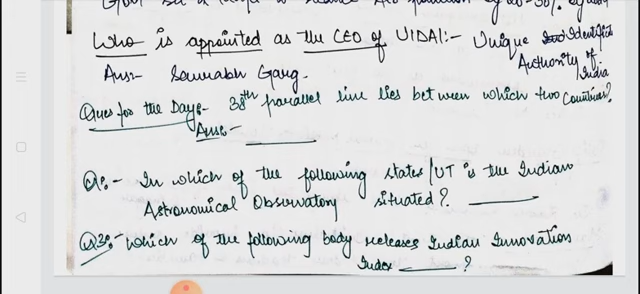 Who is appointed as the CEO of UIDAI:- Unique Identification Authority of India
Ans:- Saurabh Garg.
Ques for the Day:- 38th parallel line lies between which two countries?
Ans:- ______
Q:- In which of the following states/UT is the Indian
Astronomical Observatory situated? ______
Q3:- Which of the following body releases Indian Innovation
Index ______ ?